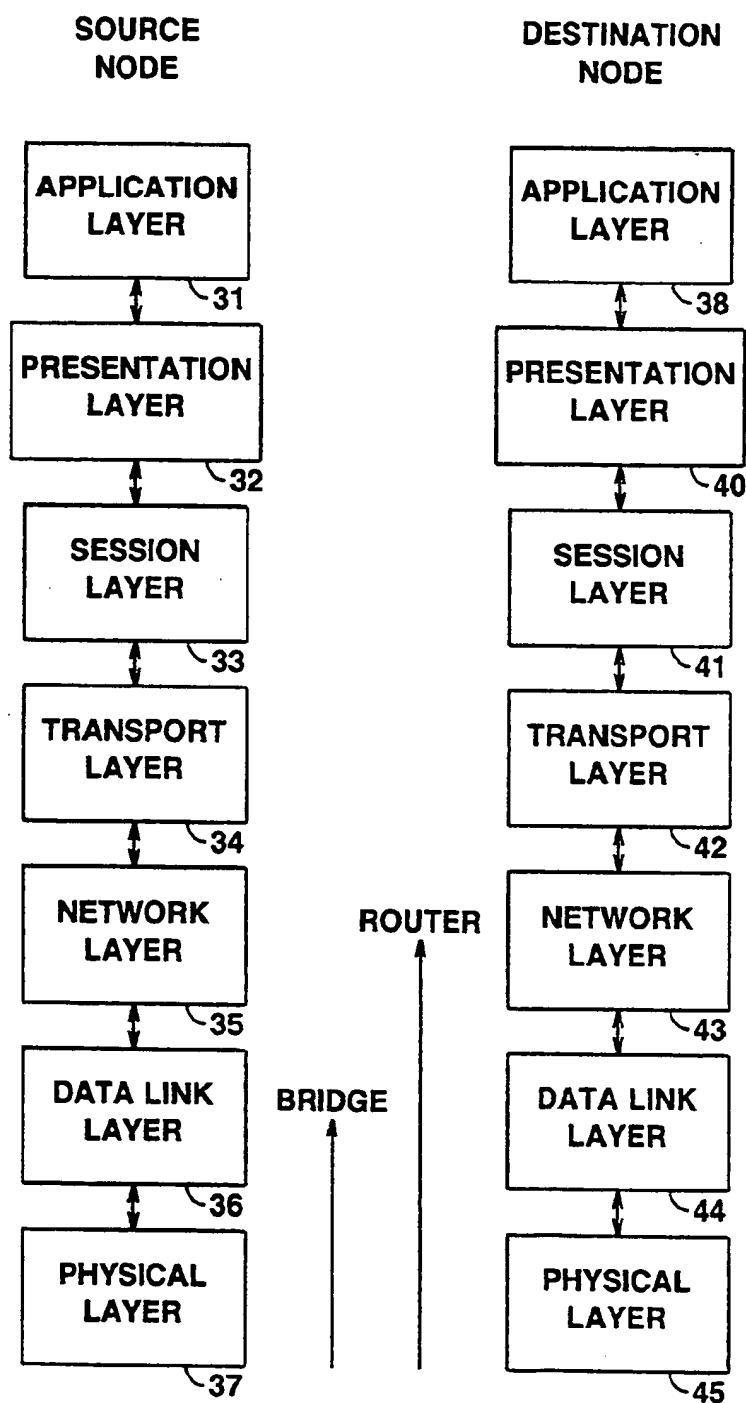 SOURCE
NODE
APPLICATION
LAYER
31
PRESENTATION
LAYER
32
SESSION
LAYER
33
TRANSPORT
LAYER
34
NETWORK
LAYER
35
DATA LINK
LAYER
36
PHYSICAL
LAYER
37
BRIDGE
ROUTER
DESTINATION
NODE
APPLICATION
LAYER
38
PRESENTATION
LAYER
40
SESSION
LAYER
41
TRANSPORT
LAYER
42
NETWORK
LAYER
43
DATA LINK
LAYER
44
PHYSICAL
LAYER
45